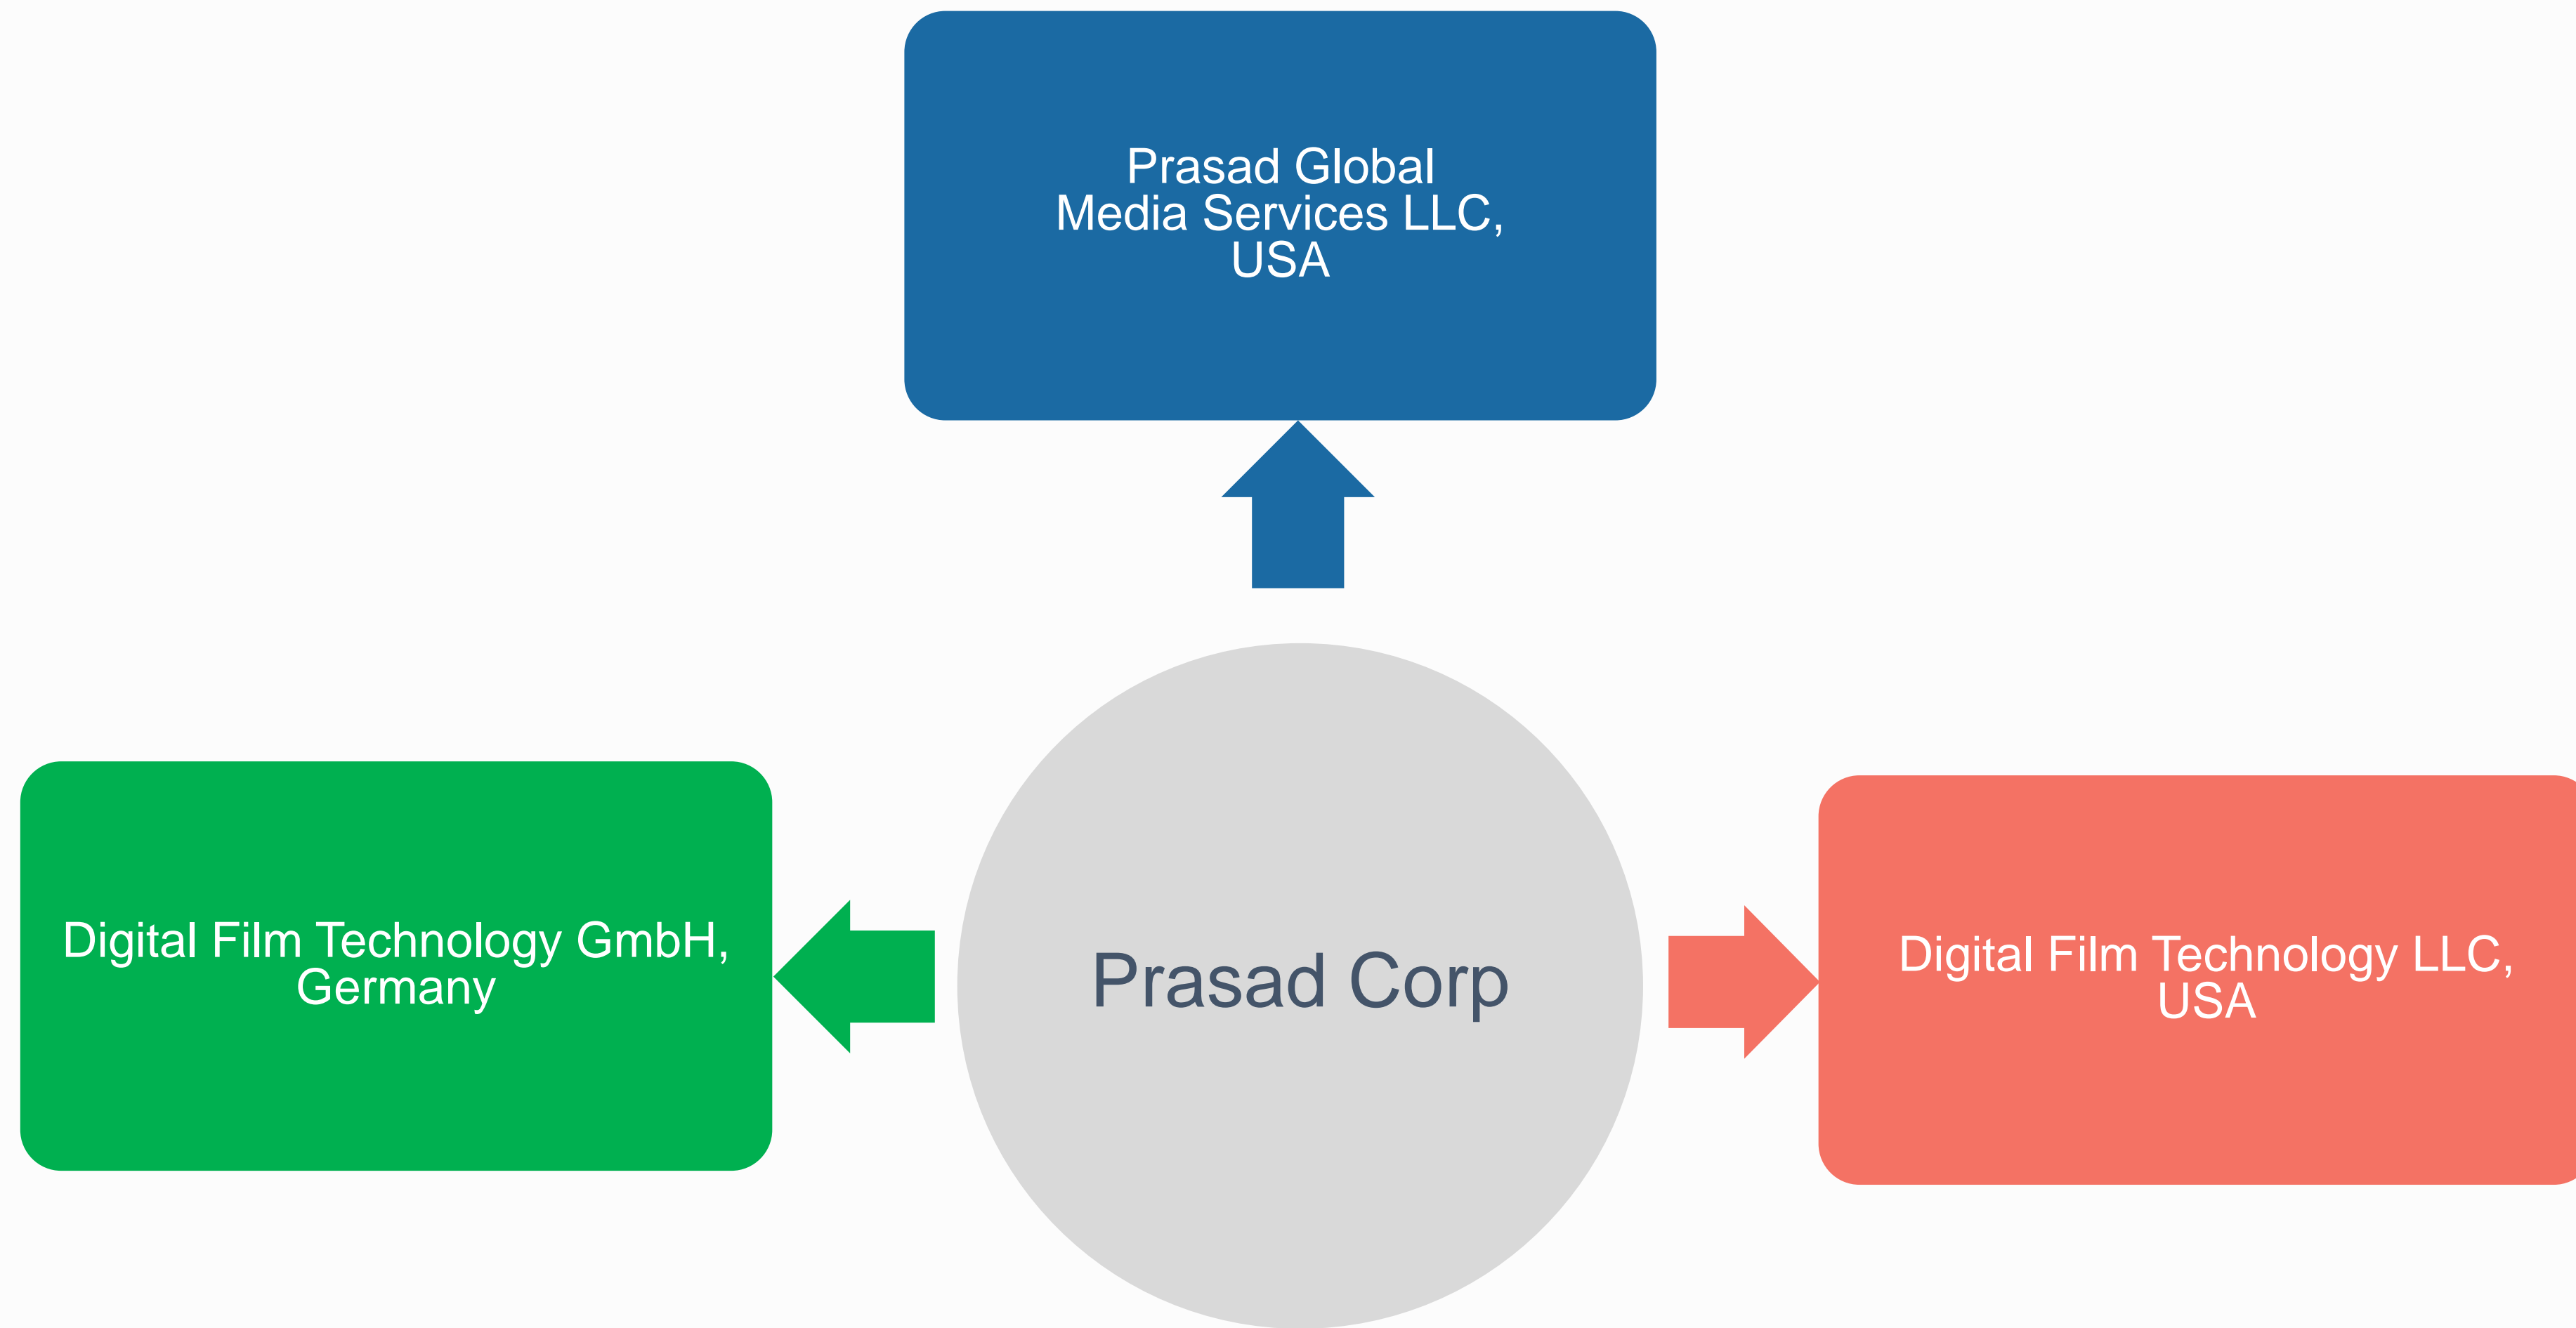 Prasad Global
Media Services LLC,
USA
Digital Film Technology GmbH,
Germany
Prasad Corp
Digital Film Technology LLC,
USA